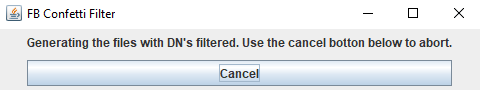 FB Confetti Filter
Generating the files with DN's filtered. Use the cancel botton below to abort.
Cancel